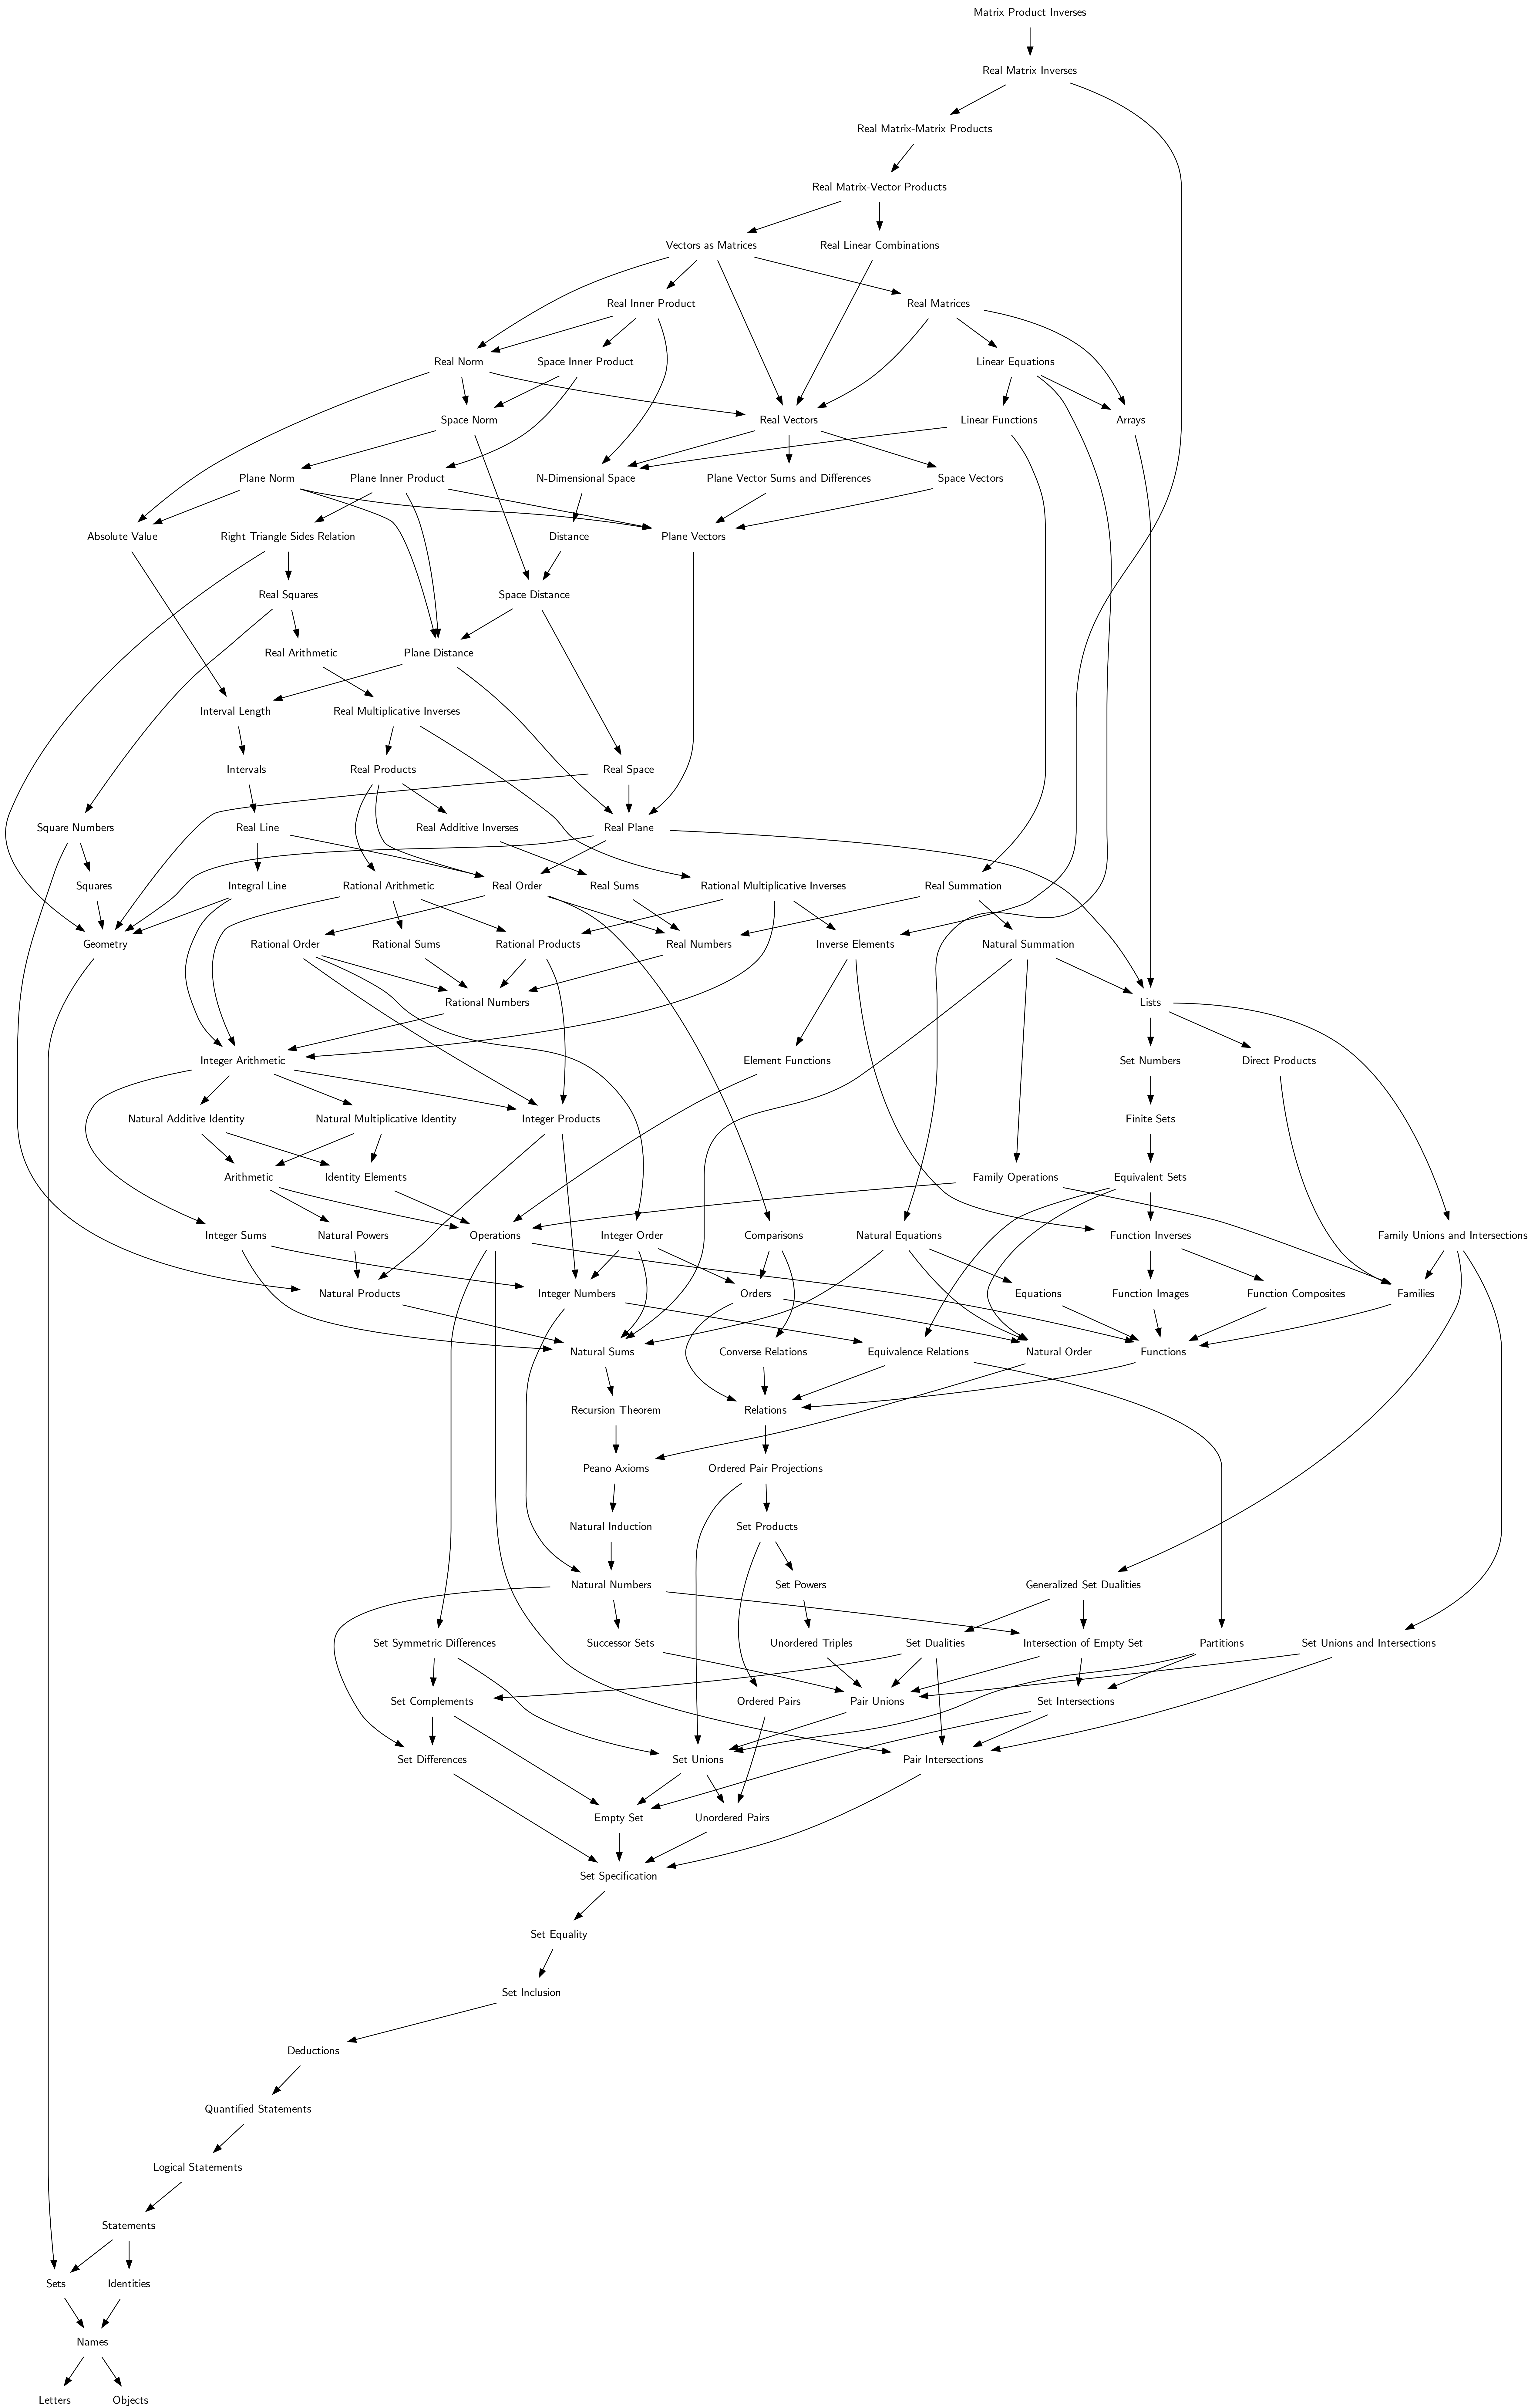 Matrix Product Inverses
Real Matrix Inverses
Real Matrix-Matrix Products
Real Matrix-Vector Products
Vectors as Matrices
Real Linear Combinations
Real Inner Product
Real Matrices
Real Norm
Space Inner Product
Linear Equations
Space Norm
Real Vectors
Linear Functions
Arrays
Plane Norm
Plane Inner Product
N-Dimensional Space
Plane Vector Sums and Differences
Space Vectors
Absolute Value
Right Triangle Sides Relation
Distance
Plane Vectors
Real Squares
Space Distance
Real Arithmetic
Plane Distance
Interval Length
Real Multiplicative Inverses
Intervals
Real Products
Real Space
Square Numbers
Real Line
Real Additive Inverses
Real Plane
Squares
Integral Line
Rational Arithmetic
Real Order
Real Sums
Rational Multiplicative Inverses
Real Summation
Geometry
Rational Order
Rational Sums
Rational Products
Real Numbers
Inverse Elements
Natural Summation
Rational Numbers
Lists
Integer Arithmetic
Element Functions
Set Numbers
Direct Products
Natural Additive Identity
Natural Multiplicative Identity
Integer Products
Finite Sets
Arithmetic
Identity Elements
Family Operations
Equivalent Sets
Integer Sums
Natural Powers
Operations
Integer Order
Comparisons
Natural Equations
Function Inverses
Family Unions and Intersections
Natural Products
Integer Numbers
Orders
Equations
Function Images
Function Composites
Families
Natural Sums
Converse Relations
Equivalence Relations
Natural Order
Functions
Recursion Theorem
Relations
Peano Axioms
Ordered Pair Projections
Natural Induction
Set Products
Natural Numbers
Set Powers
Generalized Set Dualities
Set Symmetric Differences
Successor Sets
Unordered Triples
Set Dualities
Intersection of Empty Set
Partitions
Set Unions and Intersections
Set Complements
Ordered Pairs
Pair Unions
Set Intersections
Set Differences
Set Unions
Pair Intersections
Empty Set
Unordered Pairs
Set Specification
Set Equality
Set Inclusion
Deductions
Quantified Statements
Logical Statements
Statements
Sets
Identities
Names
Letters
Objects